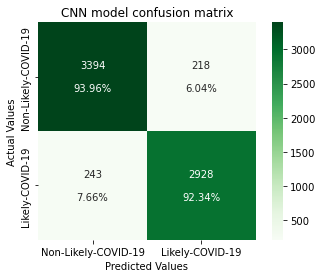 CNN model confusion matrix
Actual Values
Non-Likely-COVID-19
Likely-COVID-19
3394
218
93.96%
6.04%
243
2928
7.66%
92.34%
Non-Likely-COVID-19
Likely-COVID-19
Predicted Values
3000
2500
2000
1500
1000
500